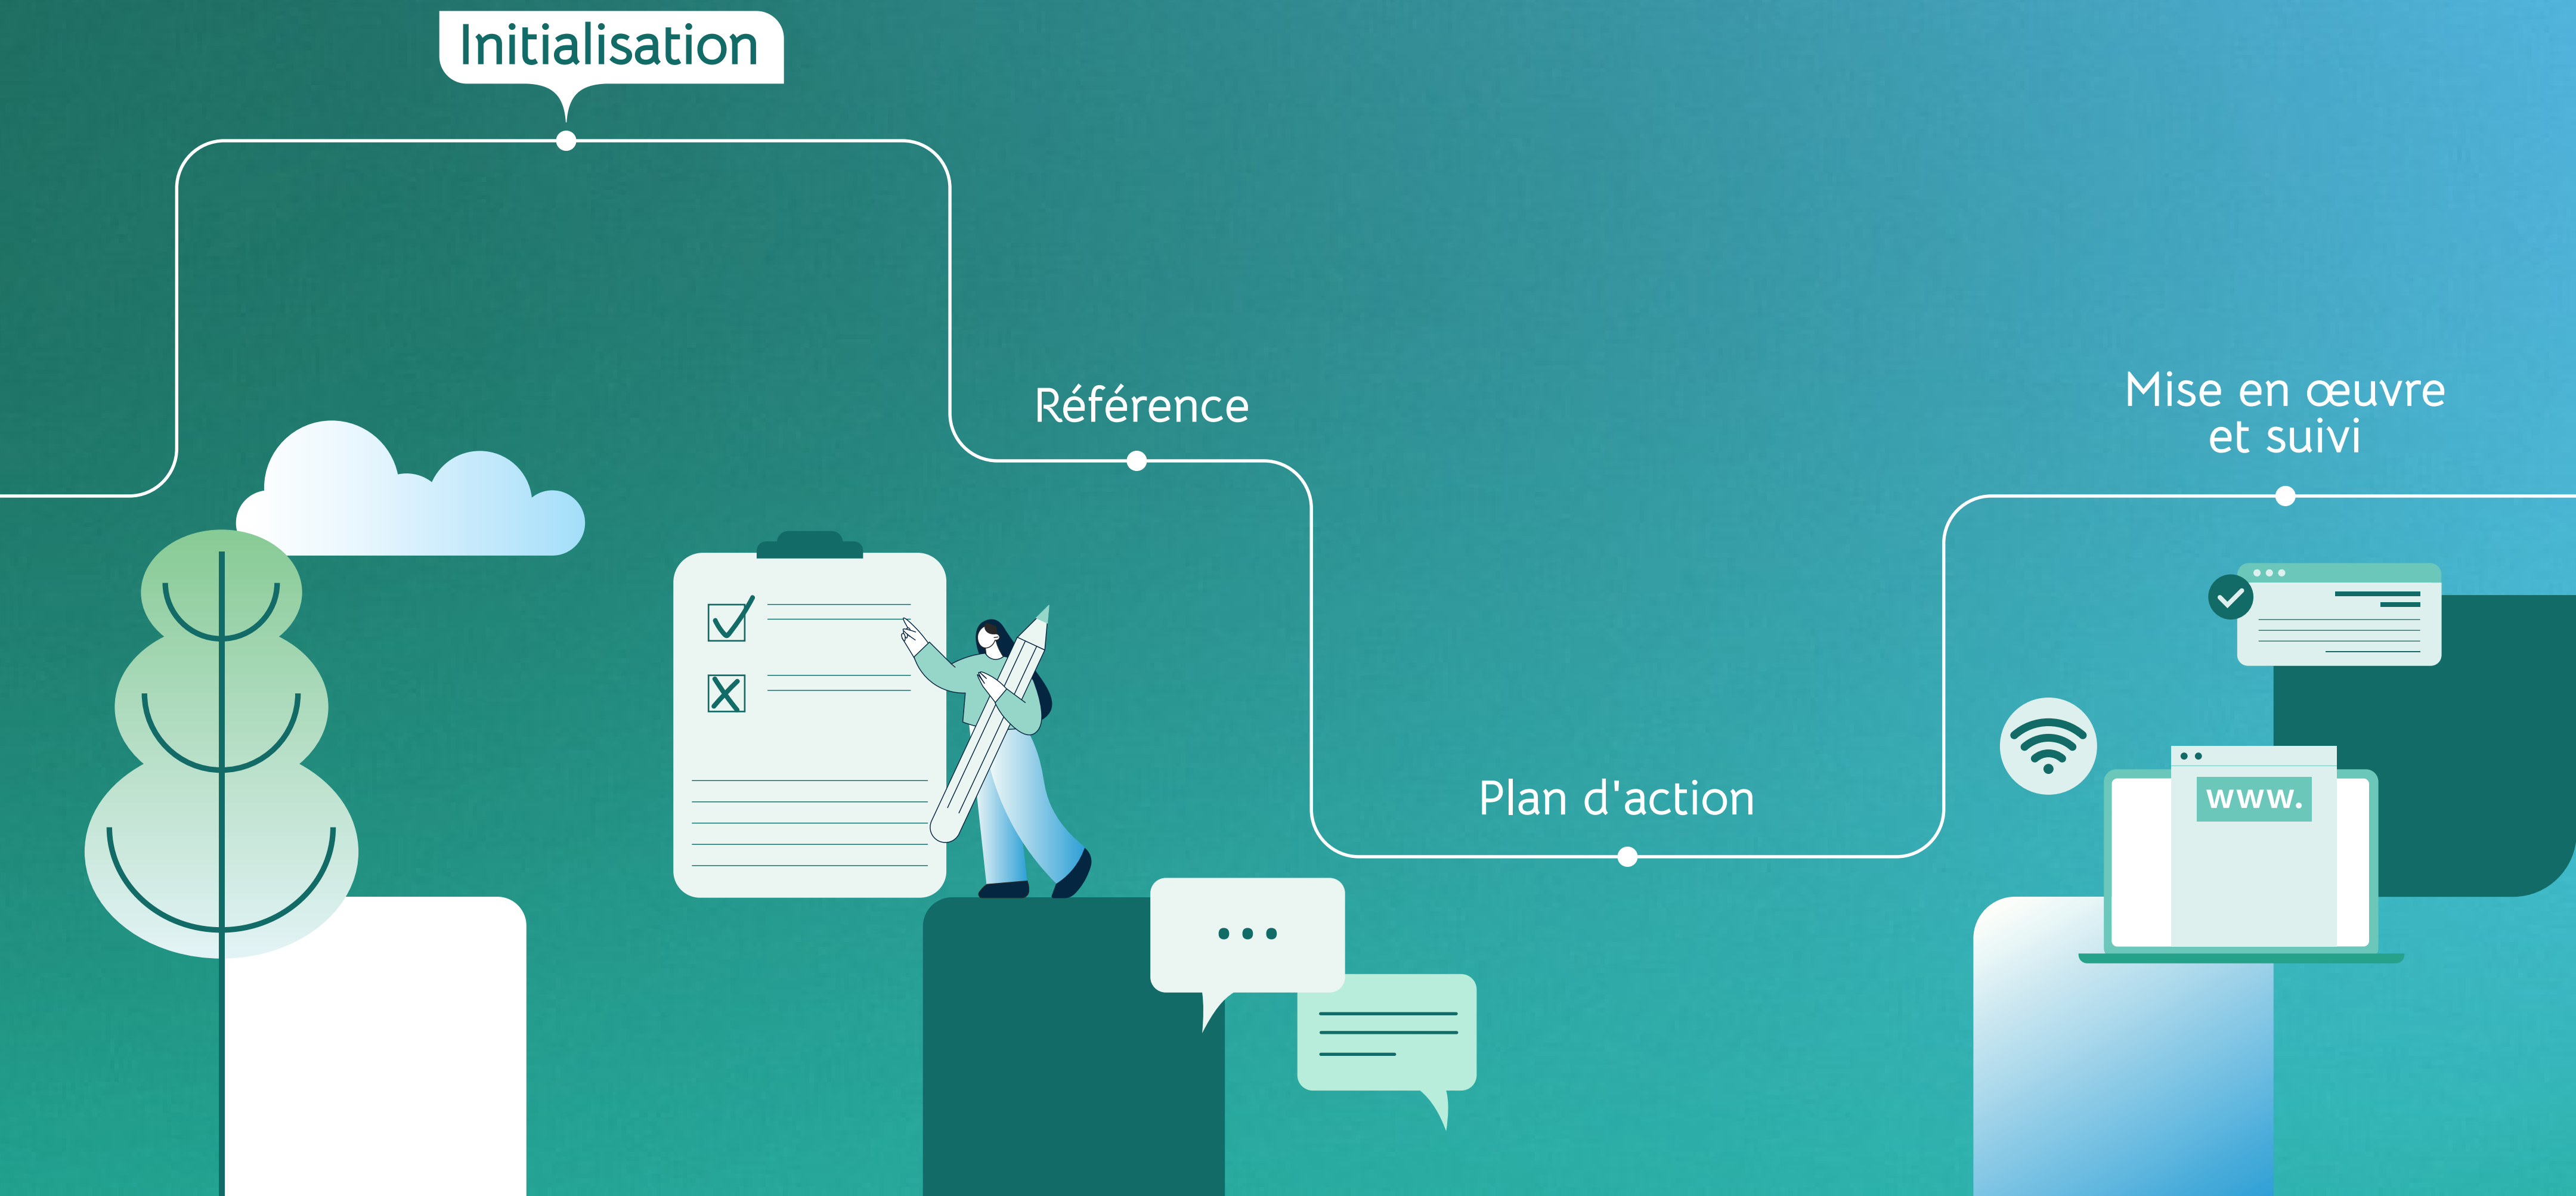 Initialisation
Référence
Plan d'action
Mise en œuvre
et suivi
www.